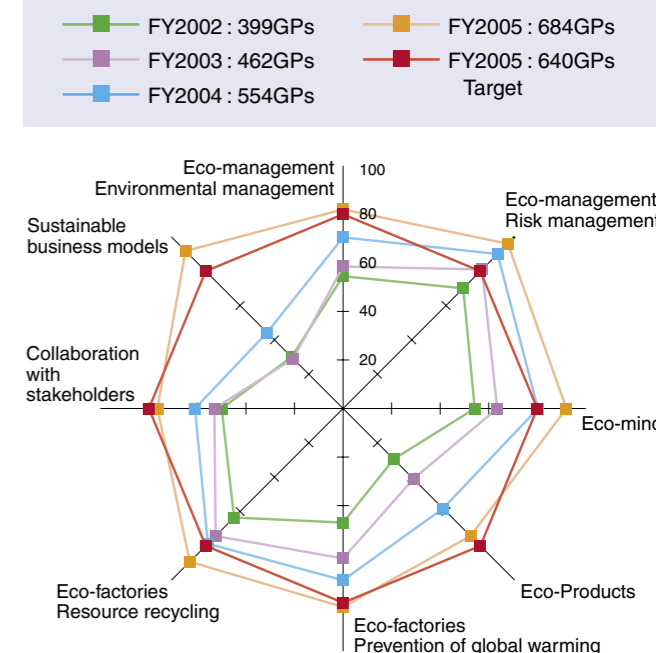 FY2002 : 399GPs
FY2003 : 462GPs
FY2004 : 554GPs
FY2005 : 684GPs
FY2005 : 640GPs
Target
Eco-management
Environmental management
100
80
60
40
20
Eco-management
Risk management
Sustainable
business models
Collaboration
with
stakeholders
Eco-mind
Eco-Products
Eco-factories
Resource recycling
Eco-factories
Prevention of global warming